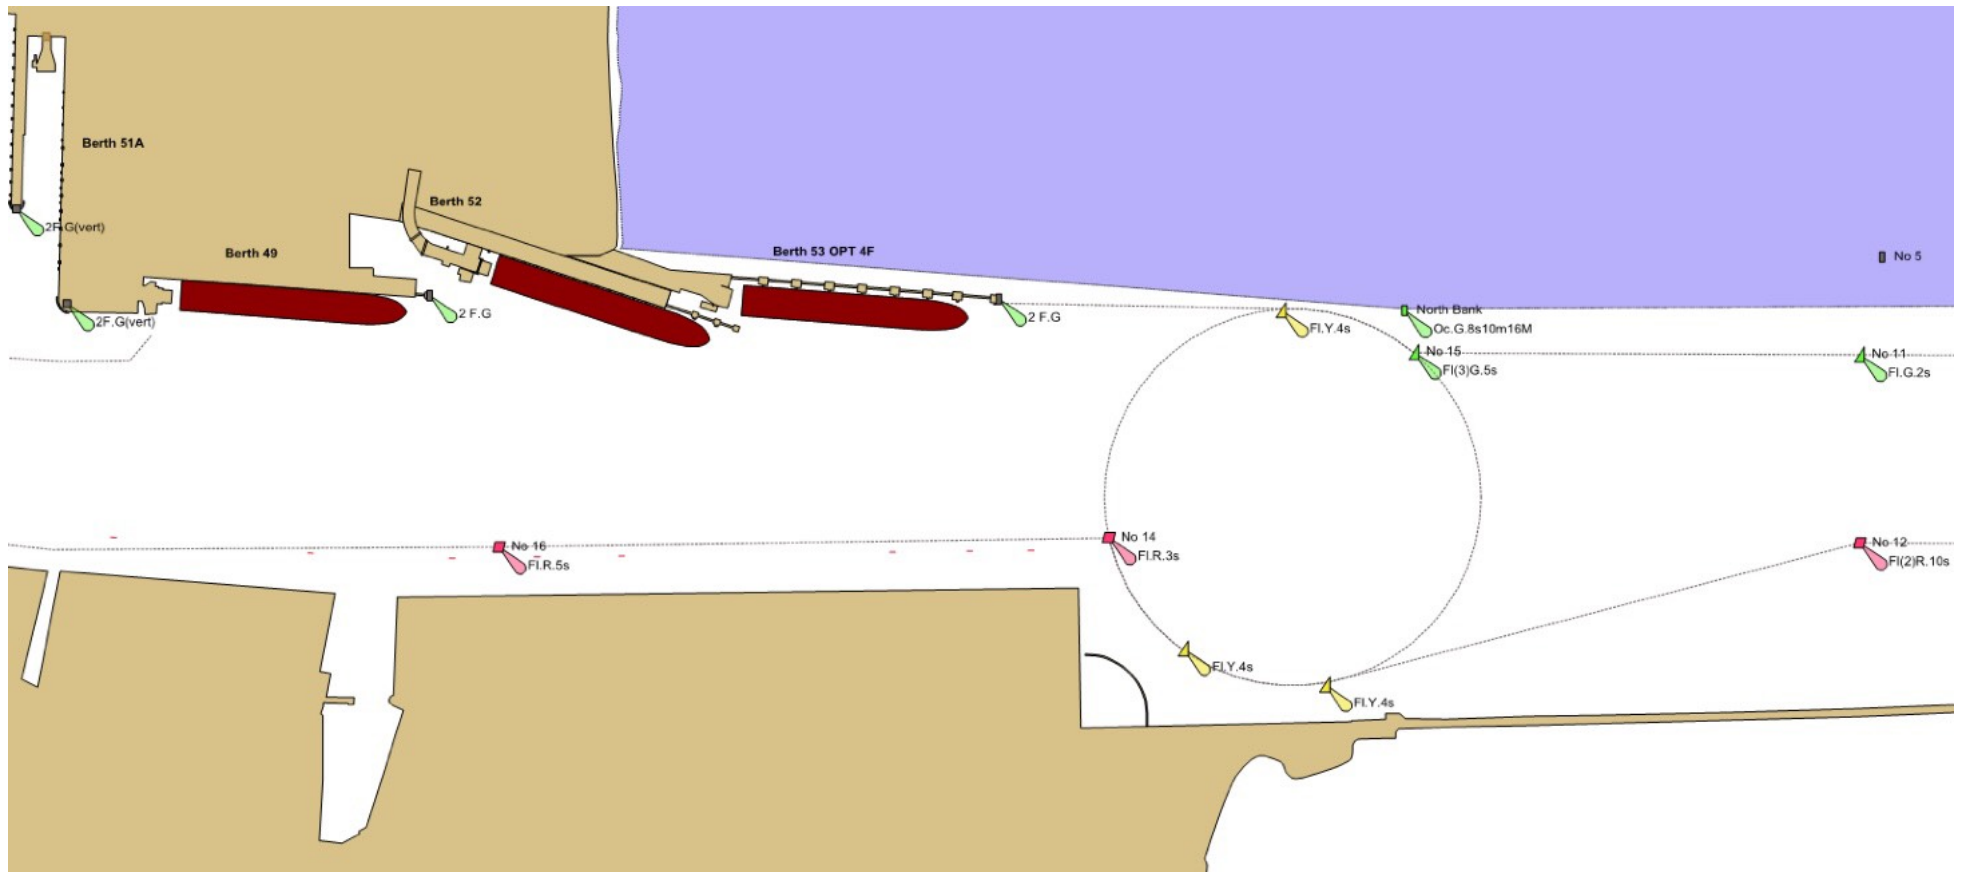 Berth 51A
Berth 52
2F.G(vert)
Berth 49
Berth 53 OPT 4F
No 5
2F.G(vert)
2 F.G
2 F.G
Fl.Y.4s
North Bank
Oc.G.8s10m16M
No 15
Fl(3)G.5s
No 11
Fl.G.2s
No 16
Fl.R.5s
No 14
Fl.R.3s
No 12
Fl(2)R.10s
Fl.Y.4s
Fl.Y.4s